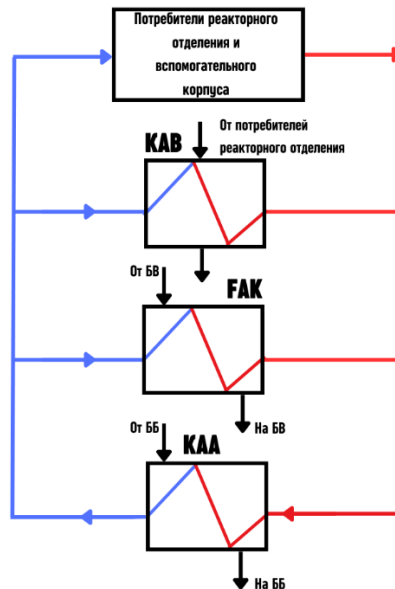 Потребители реакторного
отделения и
вспомогательного
корпуса
От потребителей
реакторного отделения
KAB
От БВ
FAK
На БВ
От ББ
KAA
На ББ